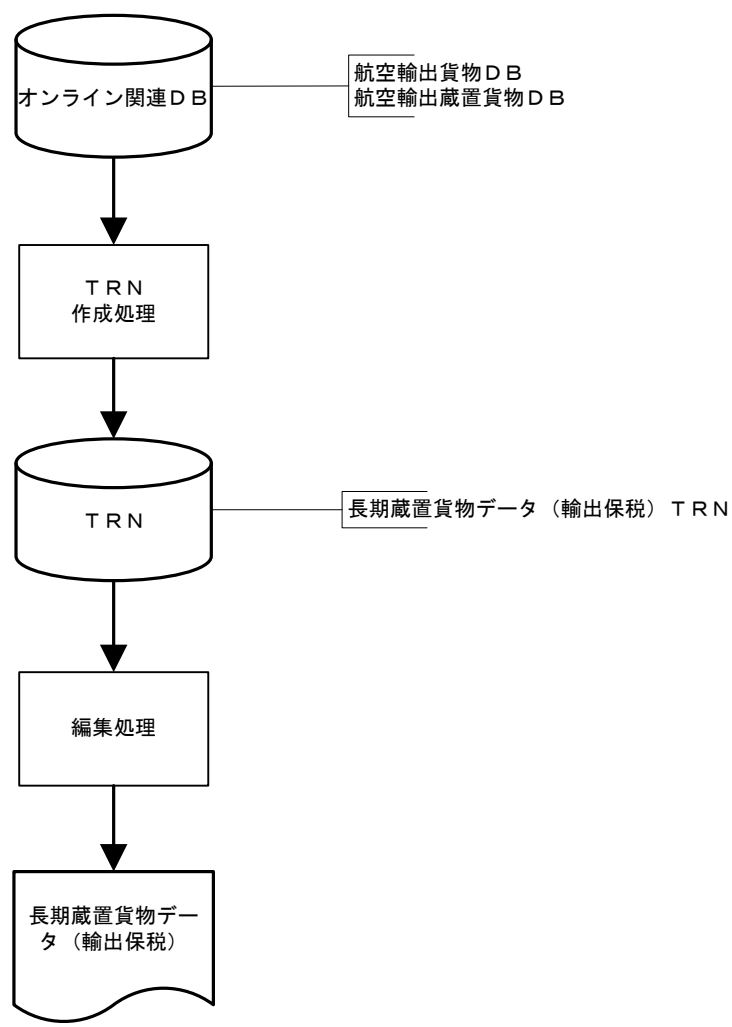 オンライン関連ＤＢ
航空輸出貨物ＤＢ
航空輸出蔵置貨物ＤＢ
ＴＲＮ
作成処理
ＴＲＮ
長期蔵置貨物データ（輸出保税）ＴＲＮ
編集処理
長期蔵置貨物デー
タ（輸出保税）